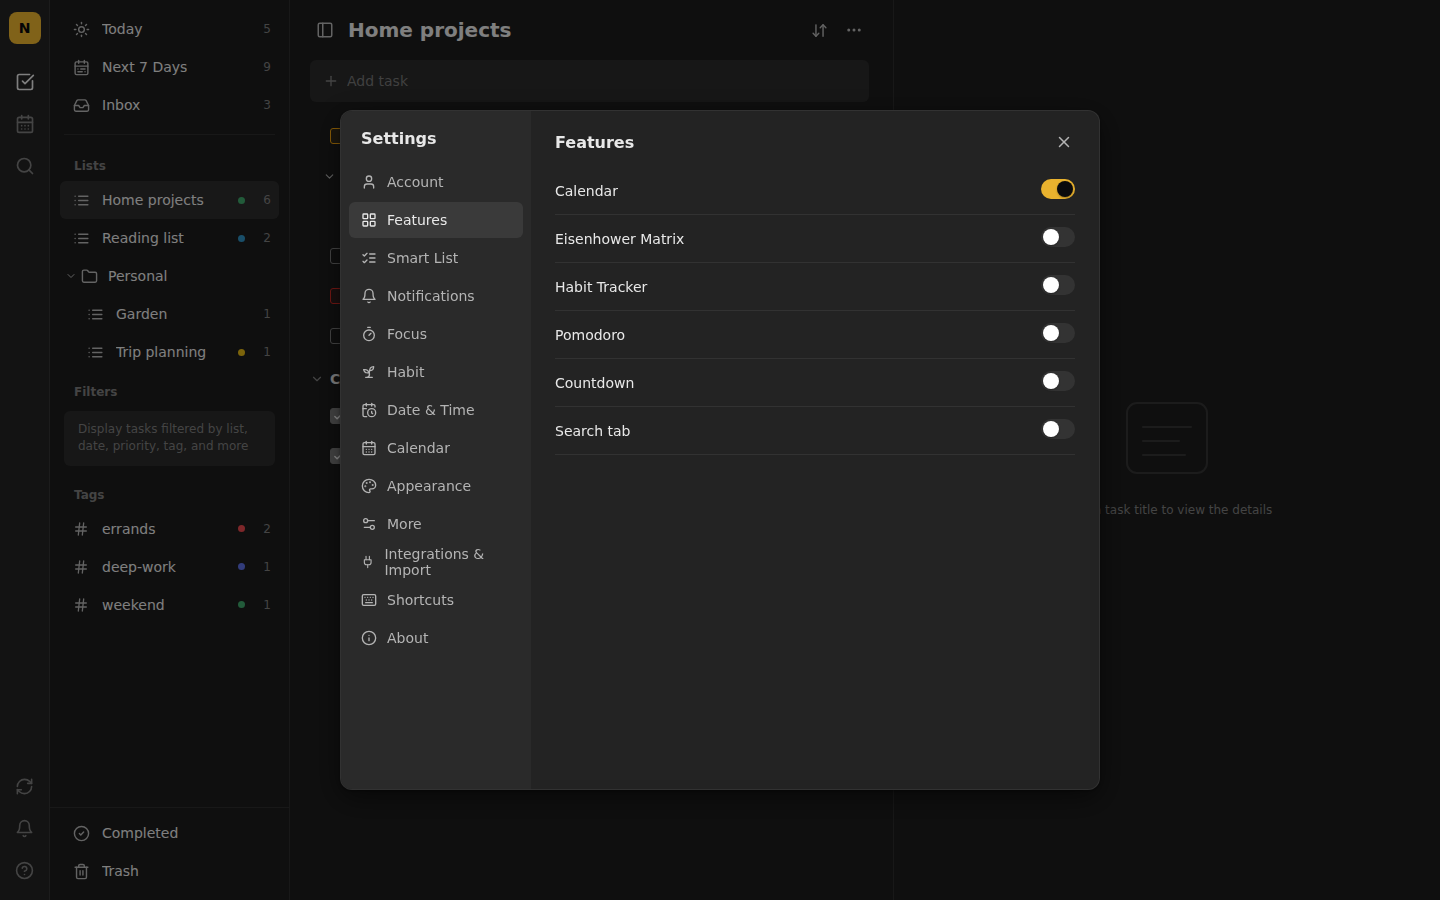 N
Today 5
Next 7 Days 9
Inbox 3
Lists
Home projects 6
Reading list 2
Personal
Garden 1
Trip planning 1
Filters
Display tasks filtered by list,
date, priority, tag, and more
Tags
# errands 2
# deep-work 1
# weekend 1
Completed
Trash
Home projects
Add task
C
Settings
Account
Features
Smart List
Notifications
Focus
Habit
Date & Time
Calendar
Appearance
More
Integrations &
Import
Shortcuts
About
Features
Calendar
Eisenhower Matrix
Habit Tracker
Pomodoro
Countdown
Search tab
task title to view the details